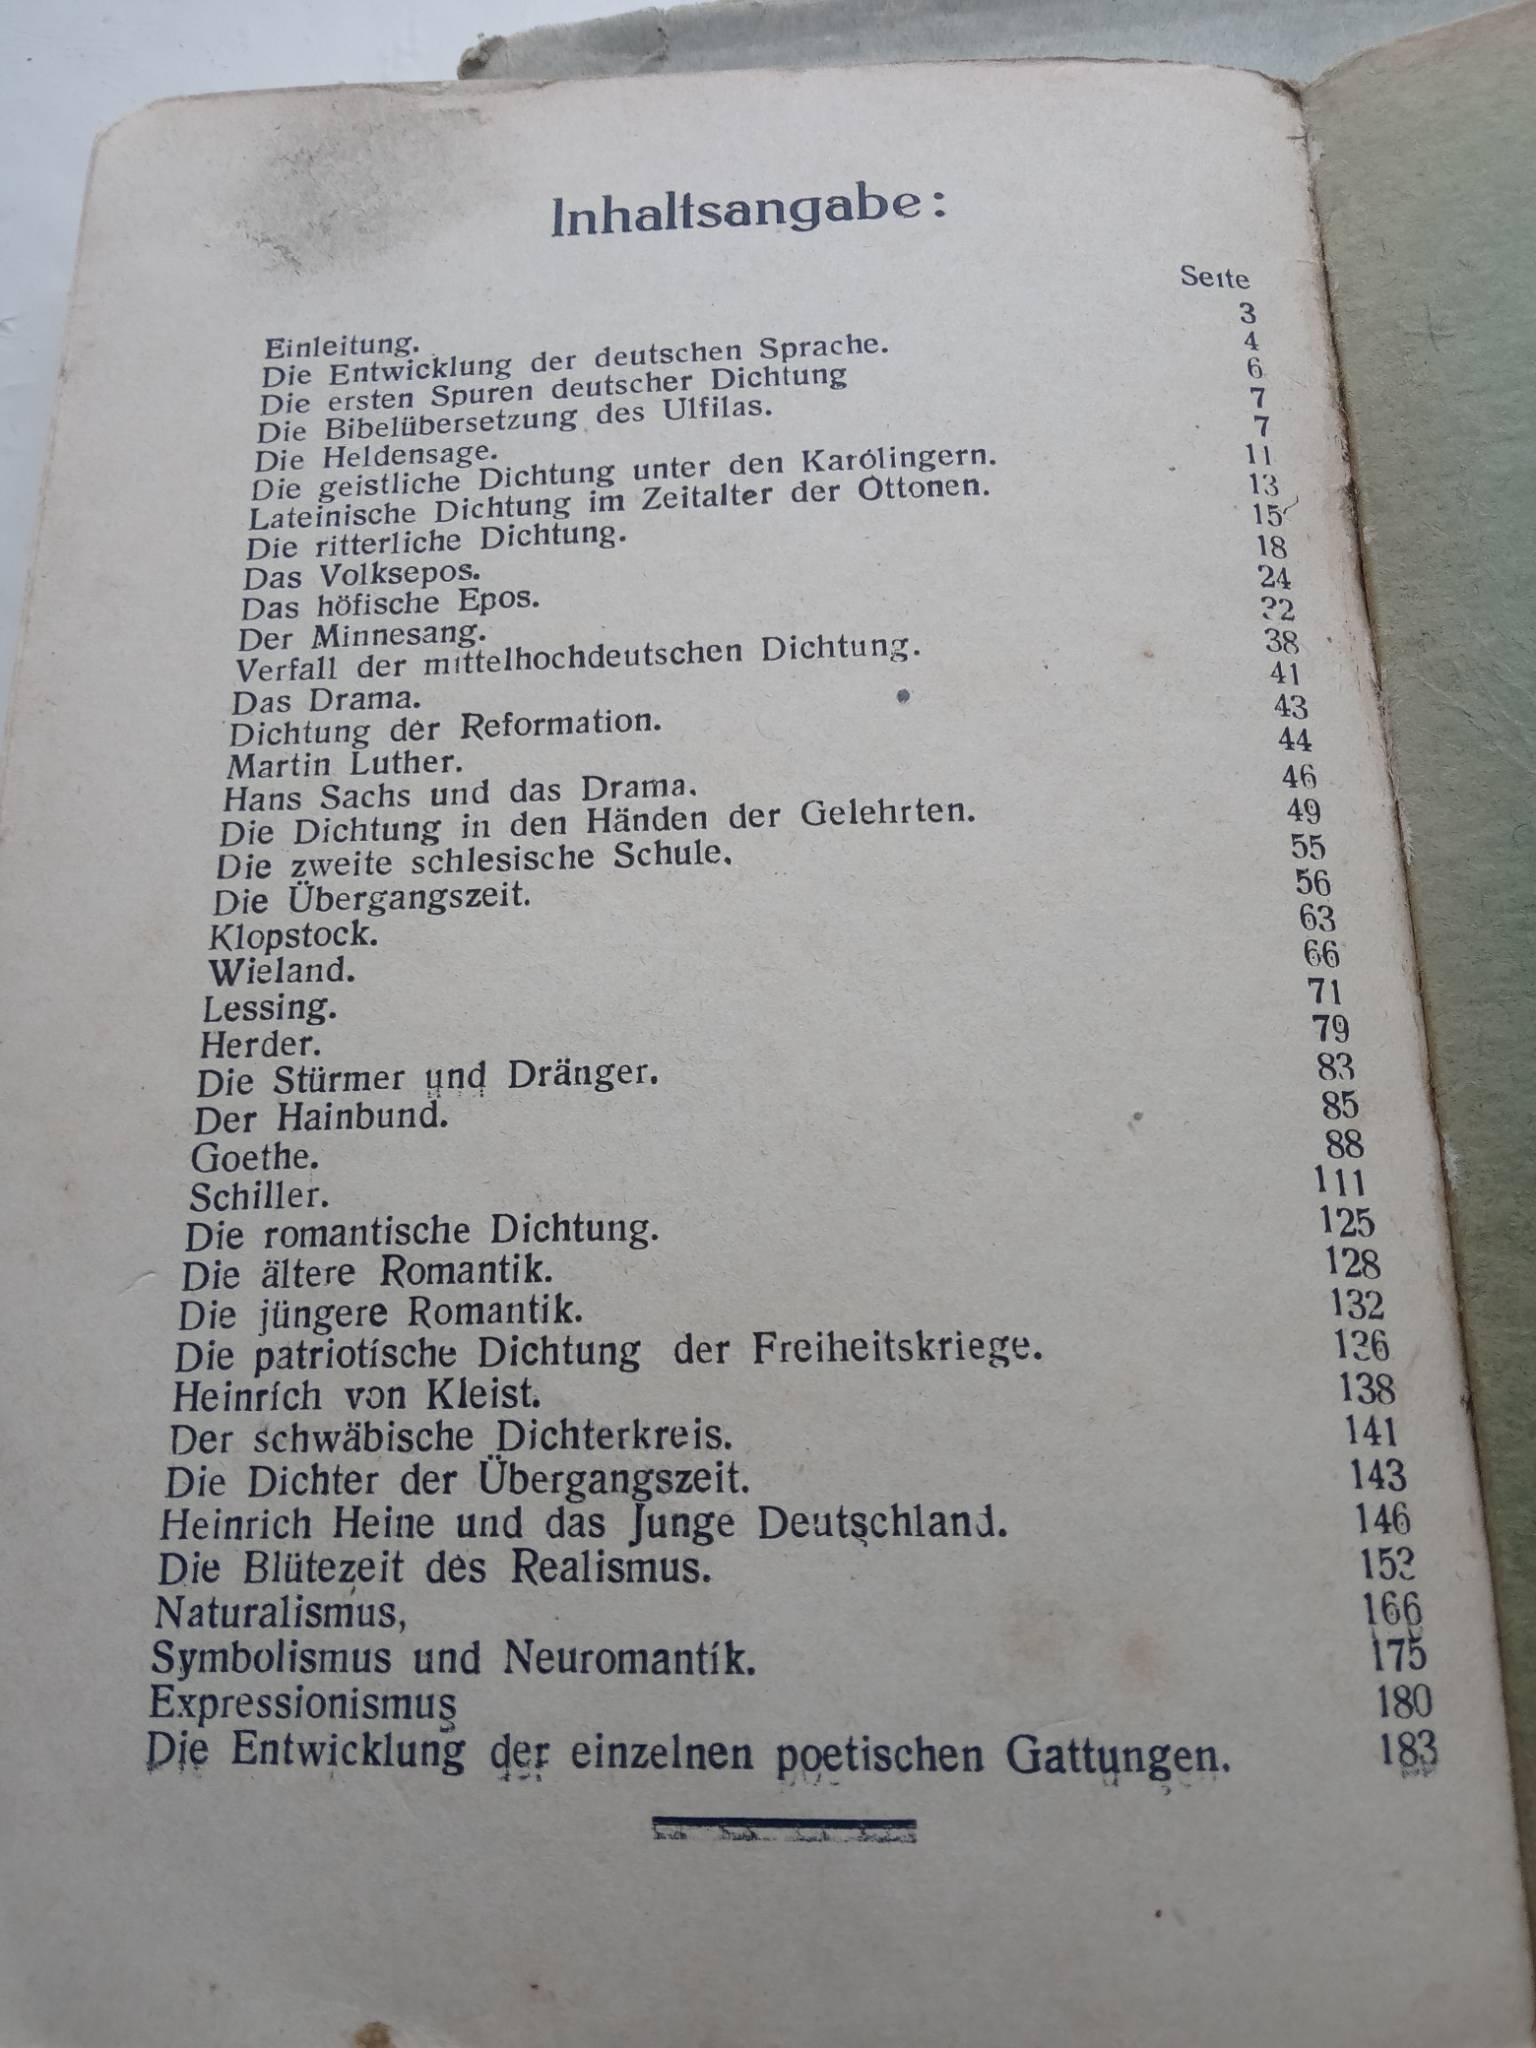 Inhaltsangabe:
Seite
Einleitung. 3
Die Entwicklung der deutschen Sprache. 4
Die ersten Spuren deutscher Dichtung 6
Die Bibelübersetzung des Ulfilas. 7
Die Heldensage. 7
Die geistliche Dichtung unter den Karolingern. 11
Lateinische Dichtung im Zeitalter der Ottonen. 13
Die ritterliche Dichtung. 15
Das Volksepos. 18
Das höfische Epos. 24
Der Minnesang.
Verfall der mittelhochdeutschen Dichtung. 38
Das Drama. 41
Dichtung der Reformation. 43
Martin Luther. 44
Hans Sachs und das Drama. 46
Die Dichtung in den Händen der Gelehrten. 49
Die zweite schlesische Schule. 55
Die Übergangszeit. 56
Klopstock. 63
Wieland. 66
Lessing. 71
Herder. 79
Die Stürmer und Dränger. 83
Der Hainbund. 85
Goethe. 88
Schiller. 111
Die romantische Dichtung. 125
Die ältere Romantik. 128
Die jüngere Romantik. 132
Die patriotische Dichtung der Freiheitskriege. 136
Heinrich von Kleist. 138
Der schwäbische Dichterkreis. 141
Die Dichter der Übergangszeit. 143
Heinrich Heine und das Junge Deutschland. 146
Die Blütezeit des Realismus.
Naturalismus, 166
Symbolismus und Neuromantik. 175
Expressionismus 180
Die Entwicklung der einzelnen poetischen Gattungen. 183